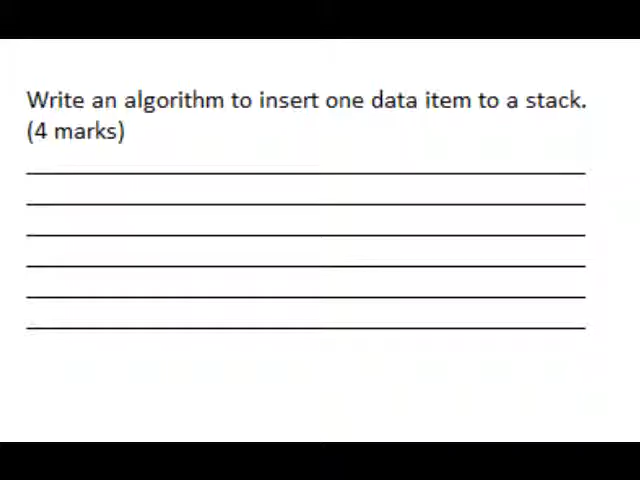 Write an algorithm to insert one data item to a stack.
(4 marks)